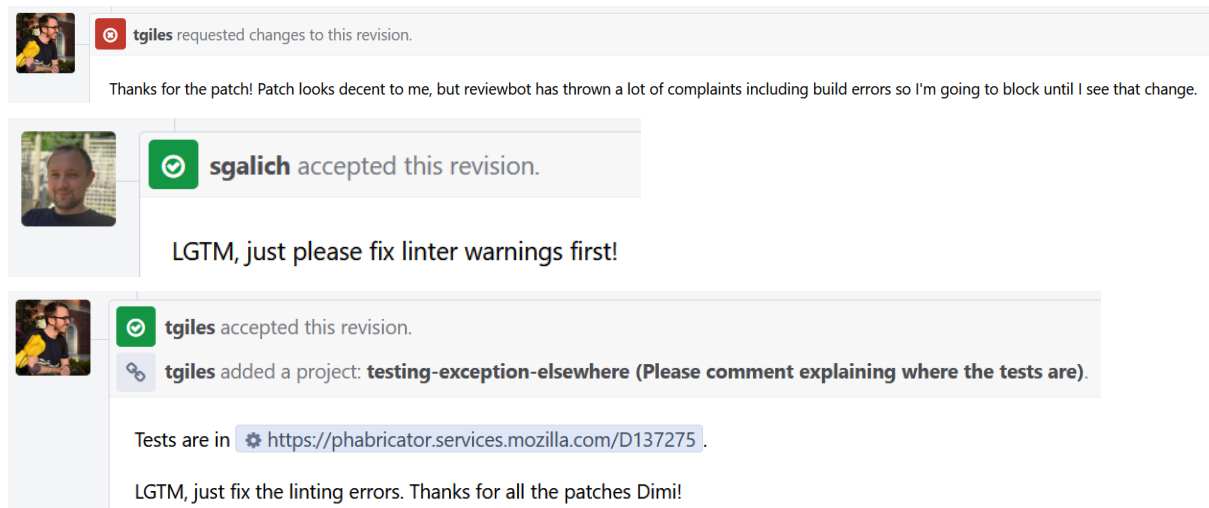 tgiles requested changes to this revision.
Thanks for the patch! Patch looks decent to me, but reviewbot has thrown a lot of complaints including build errors so I'm going to block until I see that change.
sgalich accepted this revision.
LGTM, just please fix linter warnings first!
tgiles accepted this revision.
tgiles added a project: testing-exception-elsewhere (Please comment explaining where the tests are).
Tests are in https://phabricator.services.mozilla.com/D137275 .
LGTM, just fix the linting errors. Thanks for all the patches Dimi!